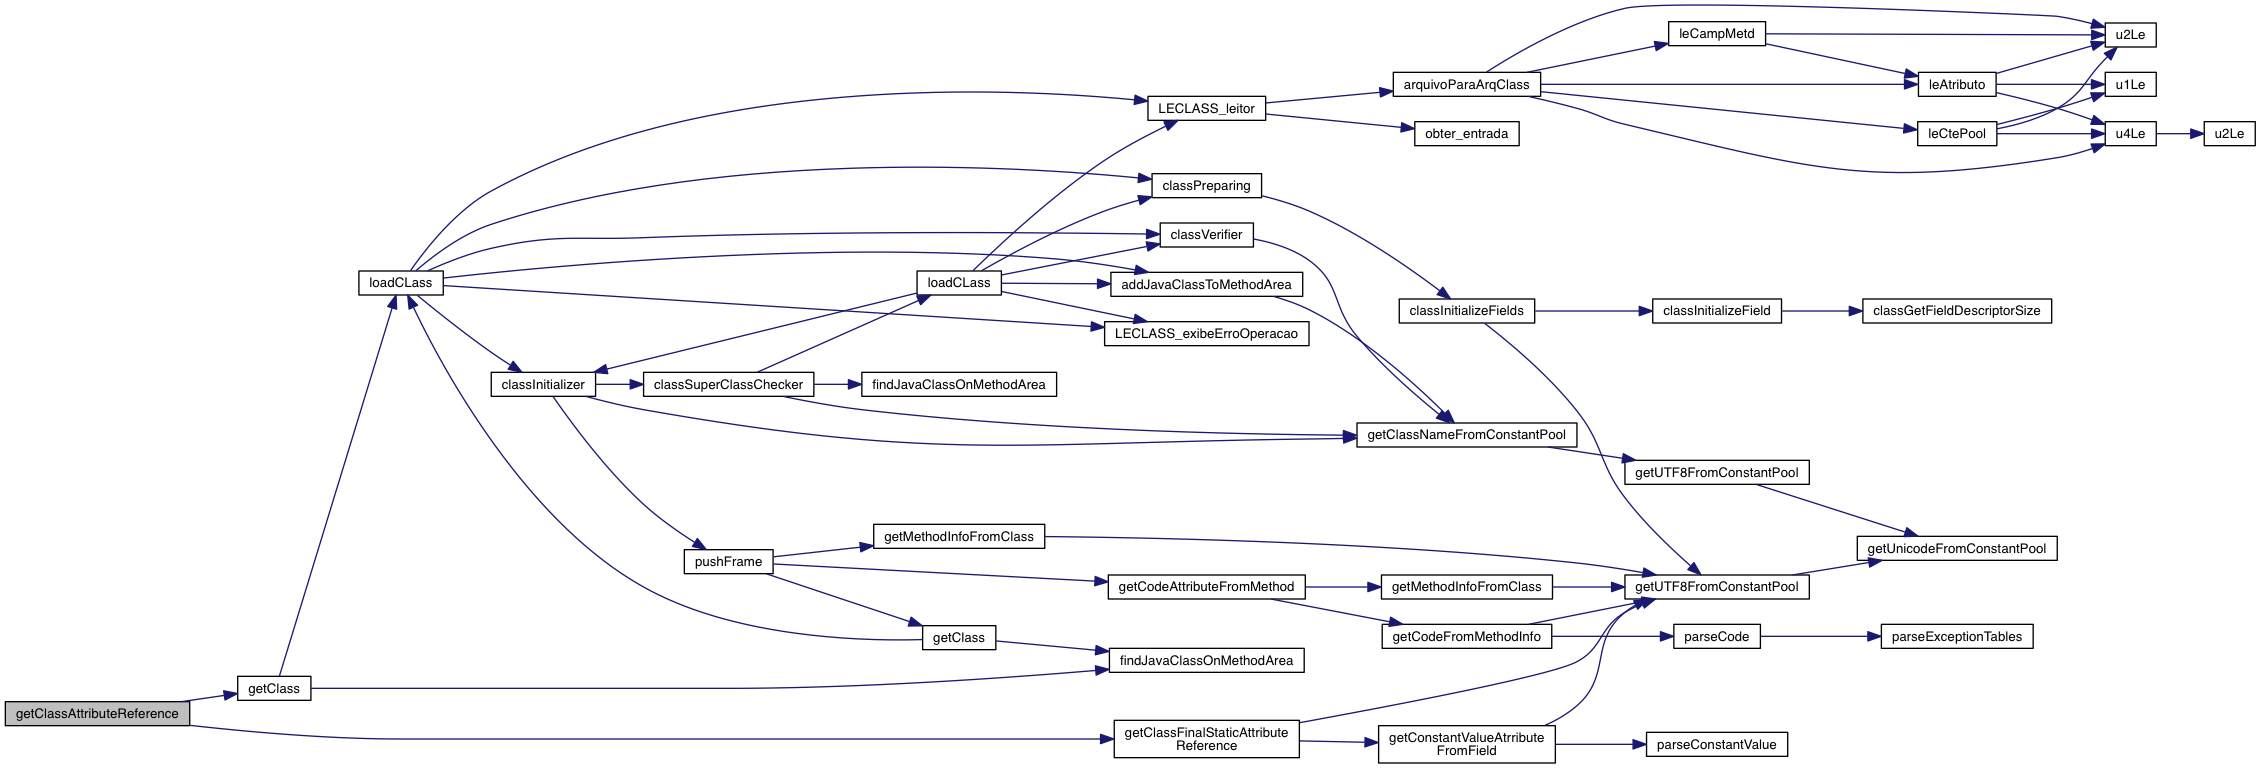 leCampMetd
u2Le
arquivoParaArqClass
leAtributo
u1Le
LECLASS_leitor
obter_entrada
leCtePool
u4Le
u2Le
classPreparing
classVerifier
loadCLass
loadCLass
addJavaClassToMethodArea
classInitializeFields
classInitializeField
classGetFieldDescriptorSize
LECLASS_exibeErroOperacao
classInitializer
classSuperClassChecker
findJavaClassOnMethodArea
getClassNameFromConstantPool
getUTF8FromConstantPool
getMethodInfoFromClass
getUnicodeFromConstantPool
pushFrame
getCodeAttributeFromMethod
getMethodInfoFromClass
getUTF8FromConstantPool
getClass
getCodeFromMethodInfo
parseCode
parseExceptionTables
findJavaClassOnMethodArea
getClass
getClassAttributeReference
getClassFinalStaticAttribute
Reference
getConstantValueAtrribute
FromField
parseConstantValue